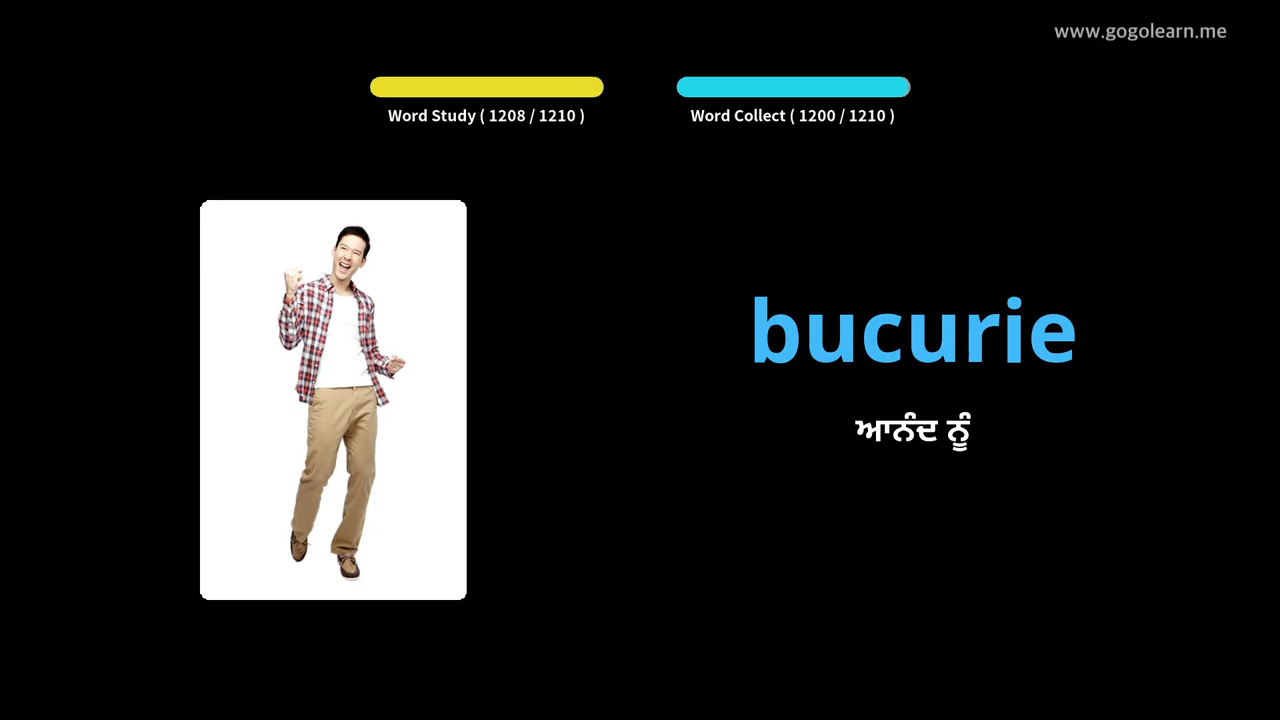 www.gogolearn.me
Word Study ( 1208 / 1210 )
Word Collect ( 1200 / 1210 )
bucurie
ਆਨੰਦ ਨੂੰ